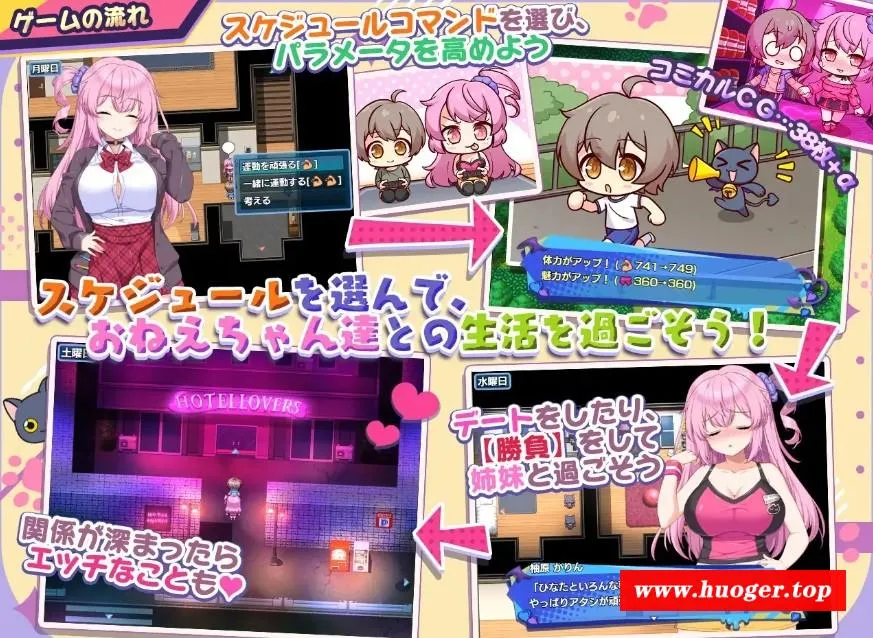 ゲームの流れ
スケジュールコマンドを選び、
パラメータを高めよう
月曜日
運動を頑張る[]
一緒に運動する[]
考える
コミカルCG…38枚+α
体力がアップ！(741→749)
魅力がアップ！(360→360)
スケジュールを選んで、
おねえちゃん達との生活を過ごそう！
土曜日
HOTELLOVERS
関係が深まったら
エッチなことも♥
水曜日
デートをしたり、
【勝負】をして
姉妹と過ごそう
柚原 かりん
「ひなたといろんな
やっぱりアタシが頑
www.huoger.top